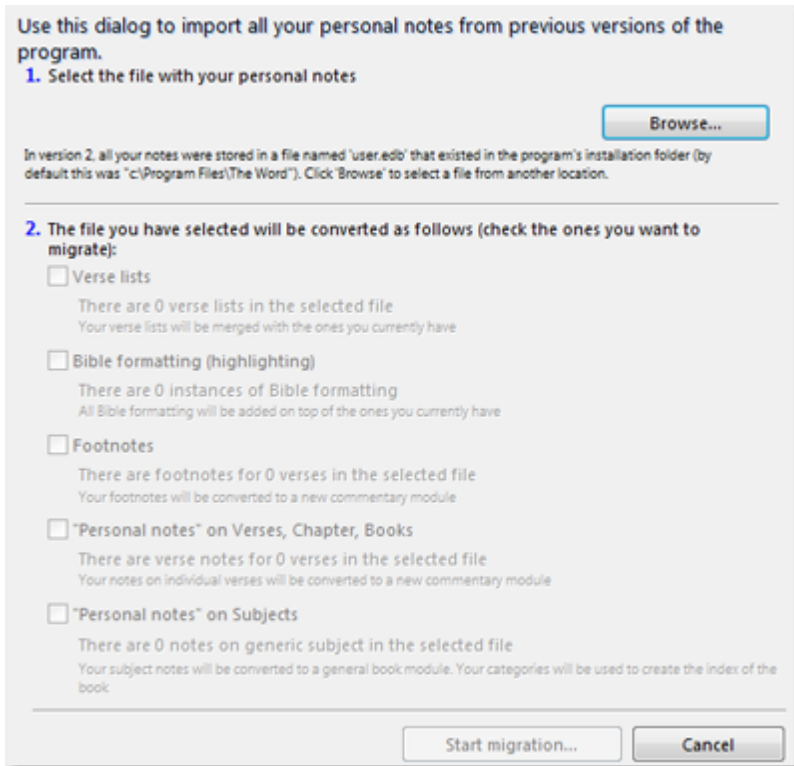 Use this dialog to import all your personal notes from previous versions of the
program.
1. Select the file with your personal notes
Browse...
In version 2, all your notes were stored in a file named 'user.edb' that existed in the program's installation folder (by
default this was "c:\Program Files\The Word"). Click 'Browse' to select a file from another location.
2. The file you have selected will be converted as follows (check the ones you want to
migrate):
Verse lists
There are 0 verse lists in the selected file
Your verse lists will be merged with the ones you currently have
Bible formatting (highlighting)
There are 0 instances of Bible formatting
All Bible formatting will be added on top of the ones you currently have
Footnotes
There are footnotes for 0 verses in the selected file
Your footnotes will be converted to a new commentary module
"Personal notes" on Verses, Chapter, Books
There are verse notes for 0 verses in the selected file
Your notes on individual verses will be converted to a new commentary module
"Personal notes" on Subjects
There are 0 notes on generic subject in the selected file
Your subject notes will be converted to a general book module. Your categories will be used to create the index of the
book
Start migration...
Cancel